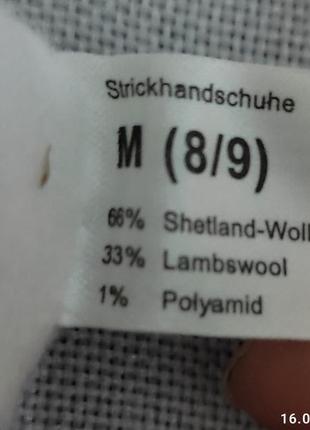 Strickhandschuhe
M (8/9)
66% Shetland-Woll
33% Lambswool
1% Polyamid
16.0